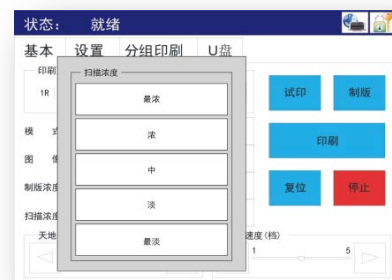 状态： 就绪
基本 设置 分组印刷 U盘
印刷
扫描浓度
1R
最浓
试印
制版
浓
模 式
印刷
图 像
中
制版浓度
复位
停止
淡
扫描浓度
最淡
天地
速度(档)
1
5